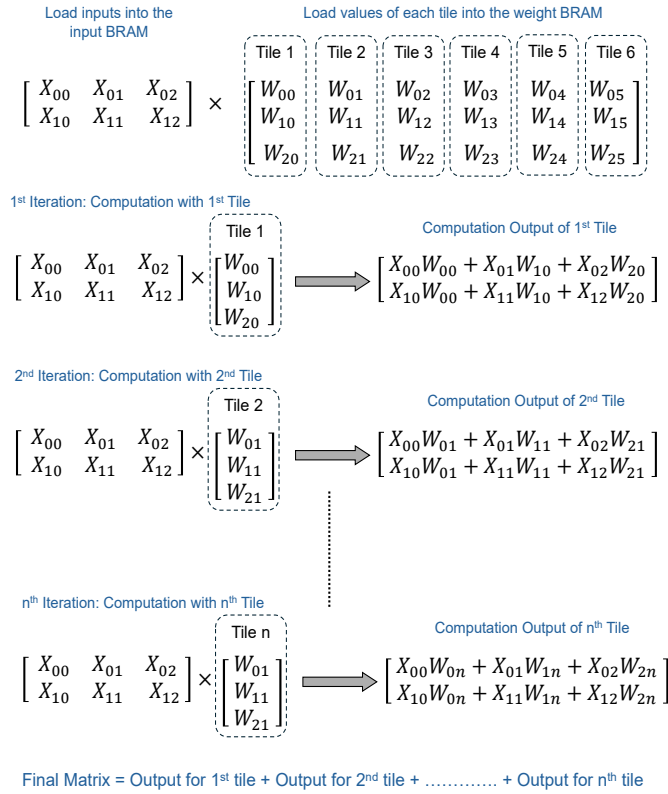 Load inputs into the
input BRAM
Load values of each tile into the weight BRAM
Tile 1 Tile 2 Tile 3 Tile 4 Tile 5 Tile 6
[ X₀₀ X₀₁ X₀₂ ] × [ W₀₀ W₀₁ W₀₂ W₀₃ W₀₄ W₀₅ ]
[ X₁₀ X₁₁ X₁₂ ] [ W₁₀ W₁₁ W₁₂ W₁₃ W₁₄ W₁₅ ]
[ W₂₀ W₂₁ W₂₂ W₂₃ W₂₄ W₂₅ ]
1st Iteration: Computation with 1st Tile
Tile 1
Computation Output of 1st Tile
[ X₀₀ X₀₁ X₀₂ ] × [ W₀₀ ] [ X₀₀W₀₀ + X₀₁W₁₀ + X₀₂W₂₀ ]
[ X₁₀ X₁₁ X₁₂ ] [ W₁₀ ] [ X₁₀W₀₀ + X₁₁W₁₀ + X₁₂W₂₀ ]
[ W₂₀ ]
2nd Iteration: Computation with 2nd Tile
Tile 2
Computation Output of 2nd Tile
[ X₀₀ X₀₁ X₀₂ ] × [ W₀₁ ] [ X₀₀W₀₁ + X₀₁W₁₁ + X₀₂W₂₁ ]
[ X₁₀ X₁₁ X₁₂ ] [ W₁₁ ] [ X₁₀W₀₁ + X₁₁W₁₁ + X₁₂W₂₁ ]
[ W₂₁ ]
nth Iteration: Computation with nth Tile
Tile n
Computation Output of nth Tile
[ X₀₀ X₀₁ X₀₂ ] × [ W₀₁ ] [ X₀₀W₀ₙ + X₀₁W₁ₙ + X₀₂W₂ₙ ]
[ X₁₀ X₁₁ X₁₂ ] [ W₁₁ ] [ X₁₀W₀ₙ + X₁₁W₁ₙ + X₁₂W₂ₙ ]
[ W₂₁ ]
Final Matrix = Output for 1st tile + Output for 2nd tile + …………. + Output for nth tile